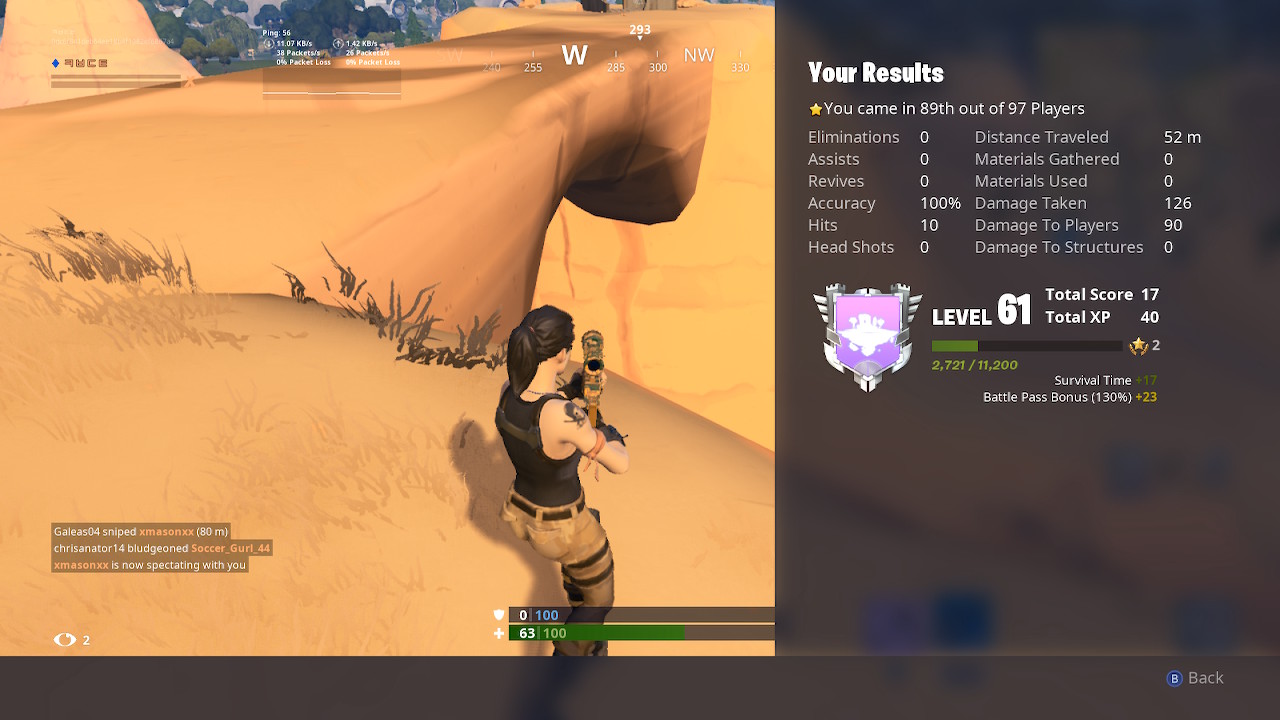 Ping: 56
11.07 KB/s 1.42 KB/s
38 Packets/s 26 Packets/s
0% Packet Loss 0% Packet Loss
293
SW 240 255 W 285 300 NW 330
Your Results
You came in 89th out of 97 Players
Eliminations 0 Distance Traveled 52 m
Assists 0 Materials Gathered 0
Revives 0 Materials Used 0
Accuracy 100% Damage Taken 126
Hits 10 Damage To Players 90
Head Shots 0 Damage To Structures 0
LEVEL 61
Total Score 17
Total XP 40
2
2,721 / 11,200
Survival Time +17
Battle Pass Bonus (130%) +23
Galeas04 sniped xmasonxx (80 m)
chrisanator14 bludgeoned Soccer_Gurl_44
xmasonxx is now spectating with you
0 | 100
63 | 100
2
B Back